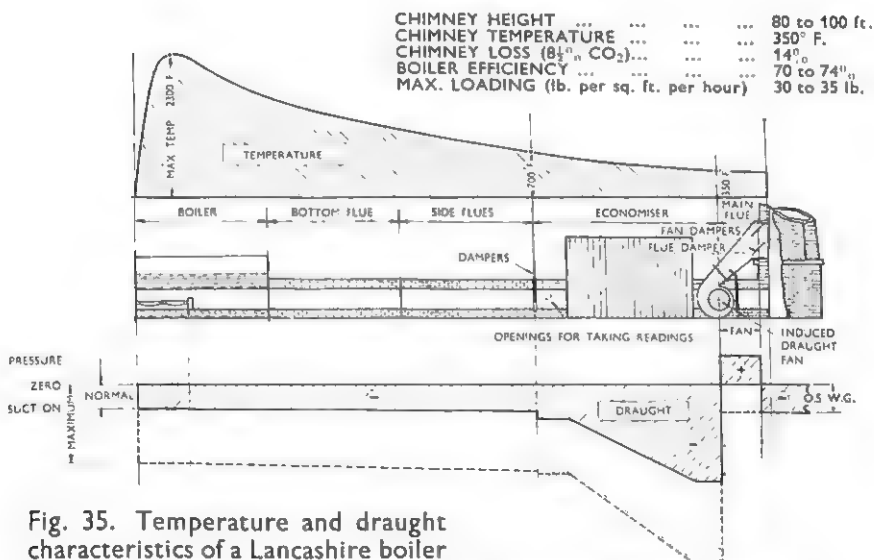 CHIMNEY HEIGHT ... ... ... ... 80 to 100 ft.
CHIMNEY TEMPERATURE ... ... ... 350° F.
CHIMNEY LOSS (8½% CO₂)... ... ... 14%
BOILER EFFICIENCY ... ... ... ... 70 to 74%
MAX. LOADING (lb. per sq. ft. per hour) 30 to 35 lb.
MAX TEMP 2300 F
TEMPERATURE
700 F
350 F
BOILER
BOTTOM FLUE
SIDE FLUES
ECONOMISER
MAIN
FLUE
FAN DAMPERS
FLUE DAMPER
DAMPERS
OPENINGS FOR TAKING READINGS
FAN
INDUCED
DRAUGHT
FAN
PRESSURE
ZERO
SUCTION
NORMAL
MAXIMUM
DRAUGHT
+
-
-
-
0.5 W.G.
Fig. 35. Temperature and draught
characteristics of a Lancashire boiler